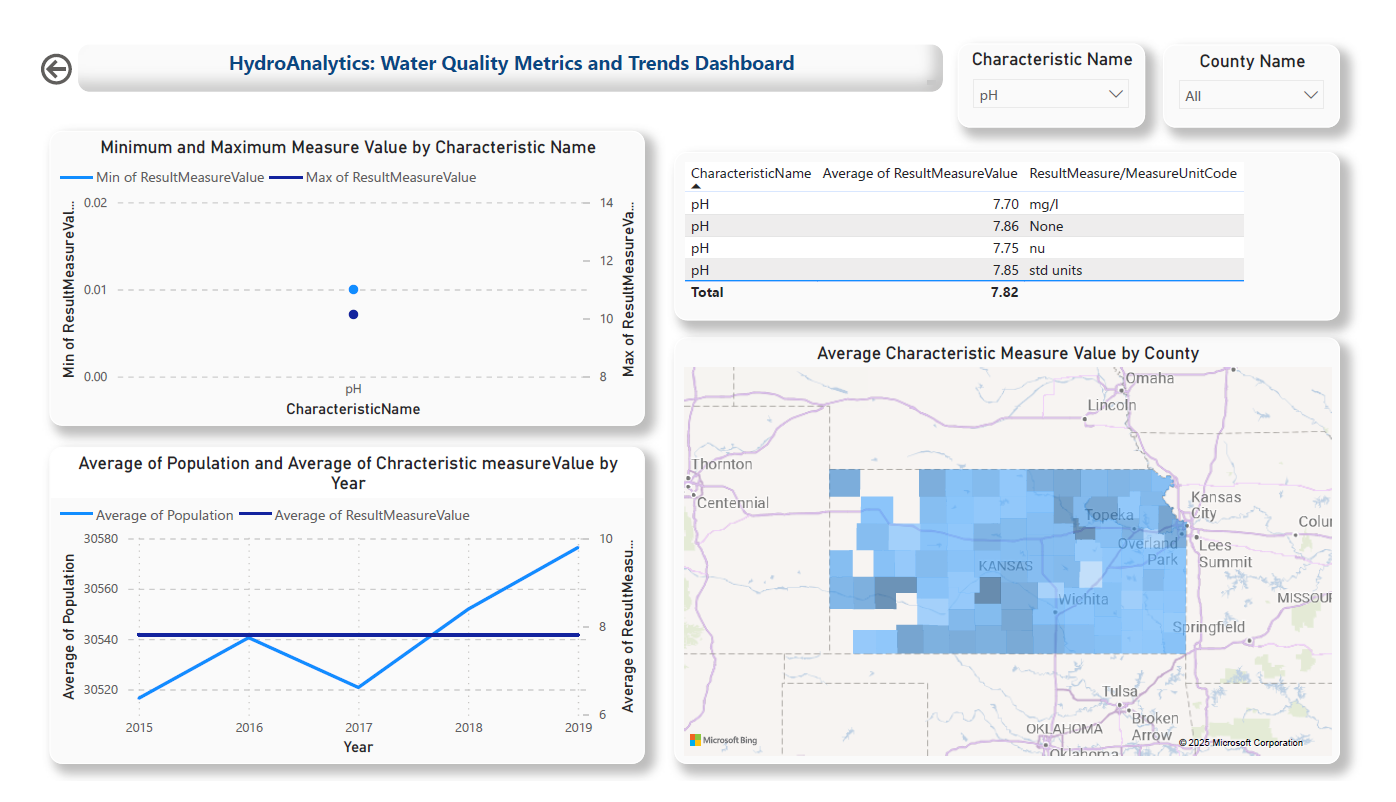 HydroAnalytics: Water Quality Metrics and Trends Dashboard
Characteristic Name
pH
County Name
All
Minimum and Maximum Measure Value by Characteristic Name
Min of ResultMeasureValue Max of ResultMeasureValue
Min of ResultMeasureVal...
0.02
0.01
0.00
14
12
10
8
Max of ResultMeasureVa...
pH
CharacteristicName
CharacteristicName Average of ResultMeasureValue ResultMeasure/MeasureUnitCode
pH 7.70 mg/l
pH 7.86 None
pH 7.75 nu
pH 7.85 std units
Total 7.82
Average of Population and Average of Chracteristic measureValue by
Year
Average of Population Average of ResultMeasureValue
Average of Population
30580
30560
30540
30520
10
8
6
Average of ResultMeasu...
2015 2016 2017 2018 2019
Year
Average Characteristic Measure Value by County
Omaha
Lincoln
Thornton
Centennial
Kansas
City
Topeka
Colu
Overland
Park
Lees
Summit
KANSAS
Wichita
MISSOUR
Springfield
Tulsa
Broken
Arrow
OKLAHOMA
Oklahoma
Microsoft Bing
© 2025 Microsoft Corporation